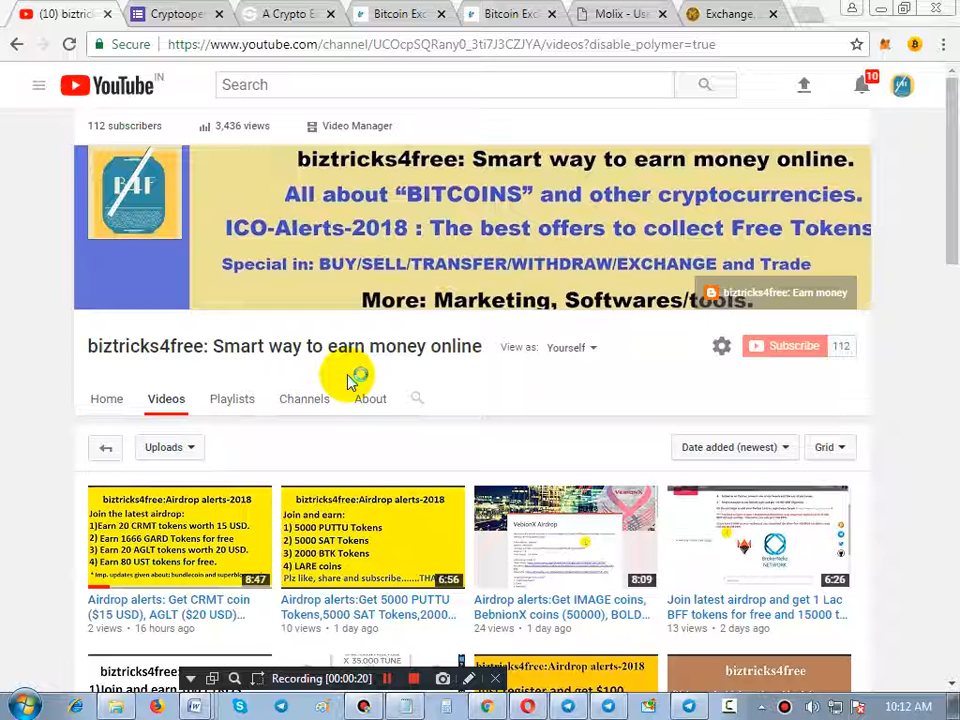 (10) biztric
Cryptoope
A Crypto E
Bitcoin Exc
Bitcoin Exc
Molix - Use
Exchange,
Secure
https://www.youtube.com/channel/UCOcpSQRany0_3ti7J3CZJYA/videos?disable_polymer=true
YouTube IN
Search
10
112 subscribers
3,436 views
Video Manager
B4F
biztricks4free: Smart way to earn money online.
All about “BITCOINS” and other cryptocurrencies.
ICO-Alerts-2018 : The best offers to collect Free Tokens
Special in: BUY/SELL/TRANSFER/WITHDRAW/EXCHANGE and Trade
More: Marketing, Softwares/tools.
biztricks4free: Earn money
biztricks4free: Smart way to earn money online
View as: Yourself
Subscribe 112
Home
Videos
Playlists
Channels
About
Uploads
Date added (newest)
Grid
biztricks4free:Airdrop alerts-2018
Join the latest airdrop:
1)Earn 20 CRMT tokens worth 15 USD.
2) Earn 1666 GARD Tokens for free
3) Earn 20 AGLT tokens worth 20 USD.
4) Earn 80 UST tokens for free.
8:47
Airdrop alerts: Get CRMT coin
($15 USD), AGLT ($20 USD)...
2 views • 16 hours ago
biztricks4free:Airdrop alerts-2018
Join and earn:
1) 5000 PUTTU Tokens
2) 5000 SAT Tokens
3) 2000 BTK Tokens
4) LARE coins
Plz like, share and subscribe......
6:56
Airdrop alerts:Get 5000 PUTTU
Tokens,5000 SAT Tokens,2000...
10 views • 1 day ago
VebionX Airdrop
8:09
Airdrop alerts:Get IMAGE coins,
BebnionX coins (50000), BOLD...
24 views • 1 day ago
NETWORK
6:26
Join latest airdrop and get 1 Lac
BFF tokens for free and 15000 t...
13 views • 2 days ago
X 35,000 TUNE
biztricks4free:Airdrop alerts-2018
biztricks4free
Recording [00:00:20]
10:12 AM